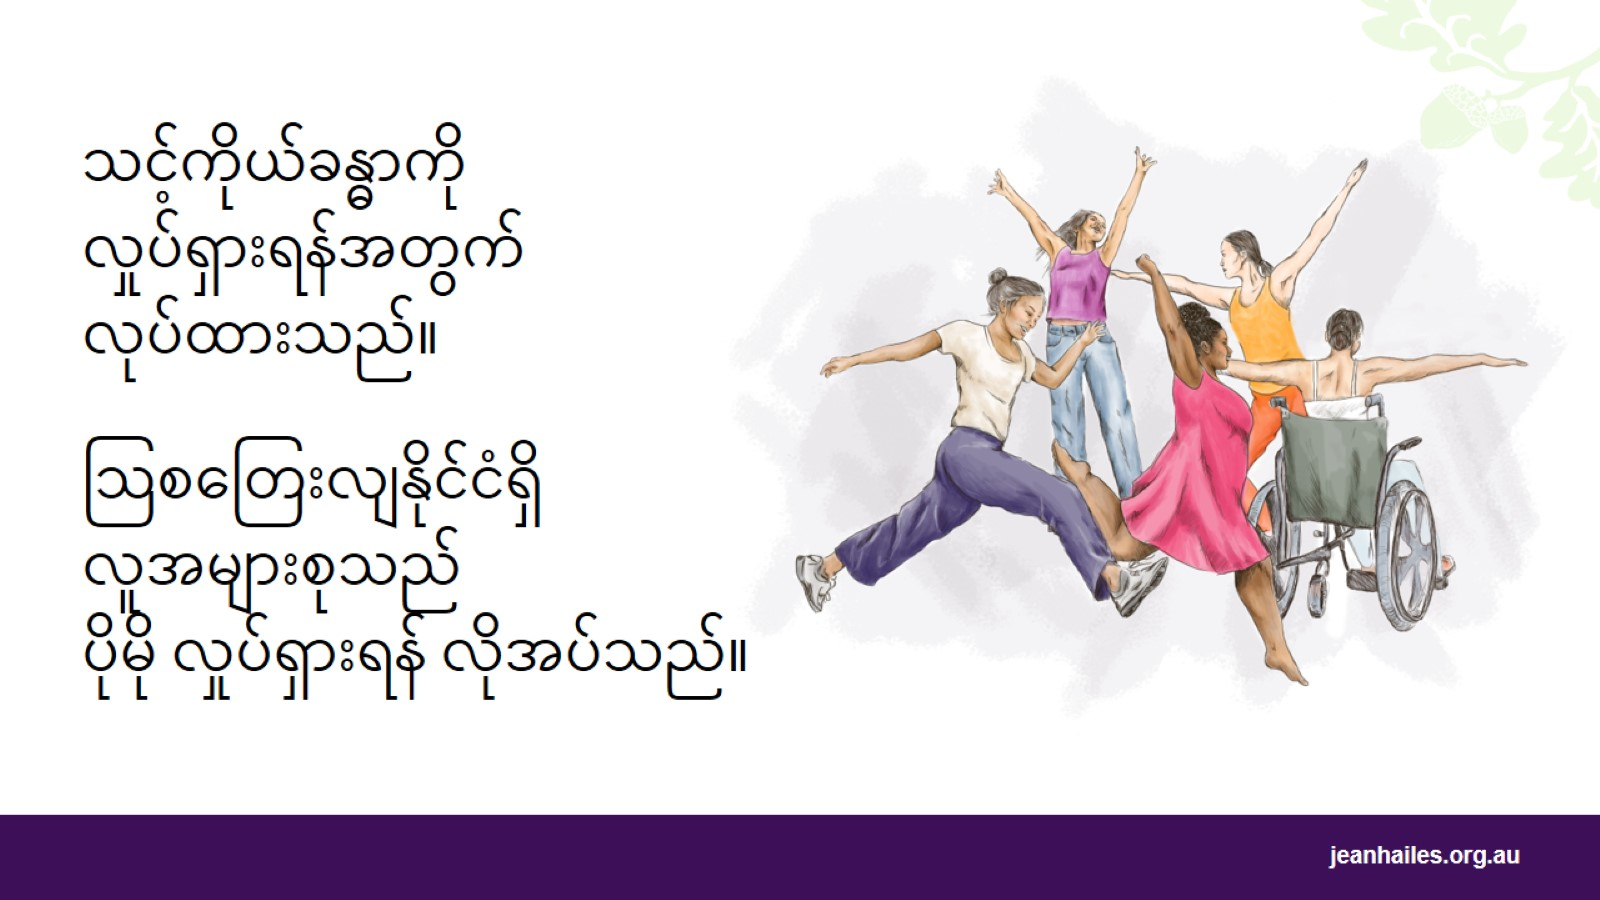 သင့်ကိုယ်ခန္ဓာကို
လှုပ်ရှားရန်အတွက်
လုပ်ထားသည်။
ဩစတြေးလျနိုင်ငံရှိ
လူအများစုသည်
ပိုမို လှုပ်ရှားရန် လိုအပ်သည်။
jeanhailes.org.au